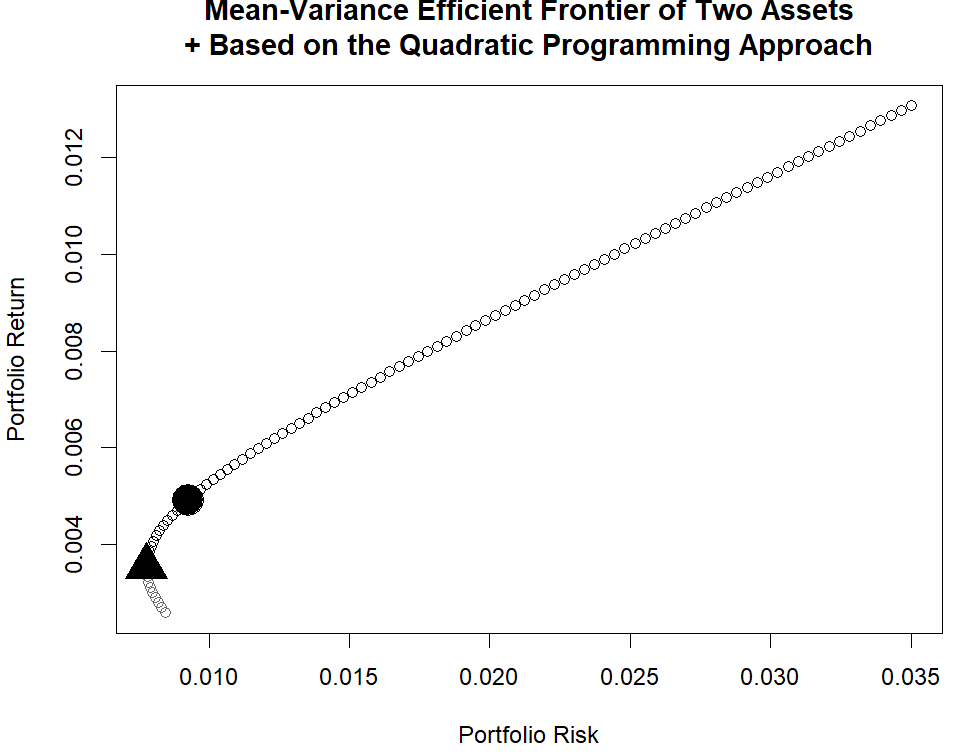 Mean-Variance Efficient Frontier of Two Assets
+ Based on the Quadratic Programming Approach
Portfolio Return
0.012
0.010
0.008
0.006
0.004
0.010 0.015 0.020 0.025 0.030 0.035
Portfolio Risk